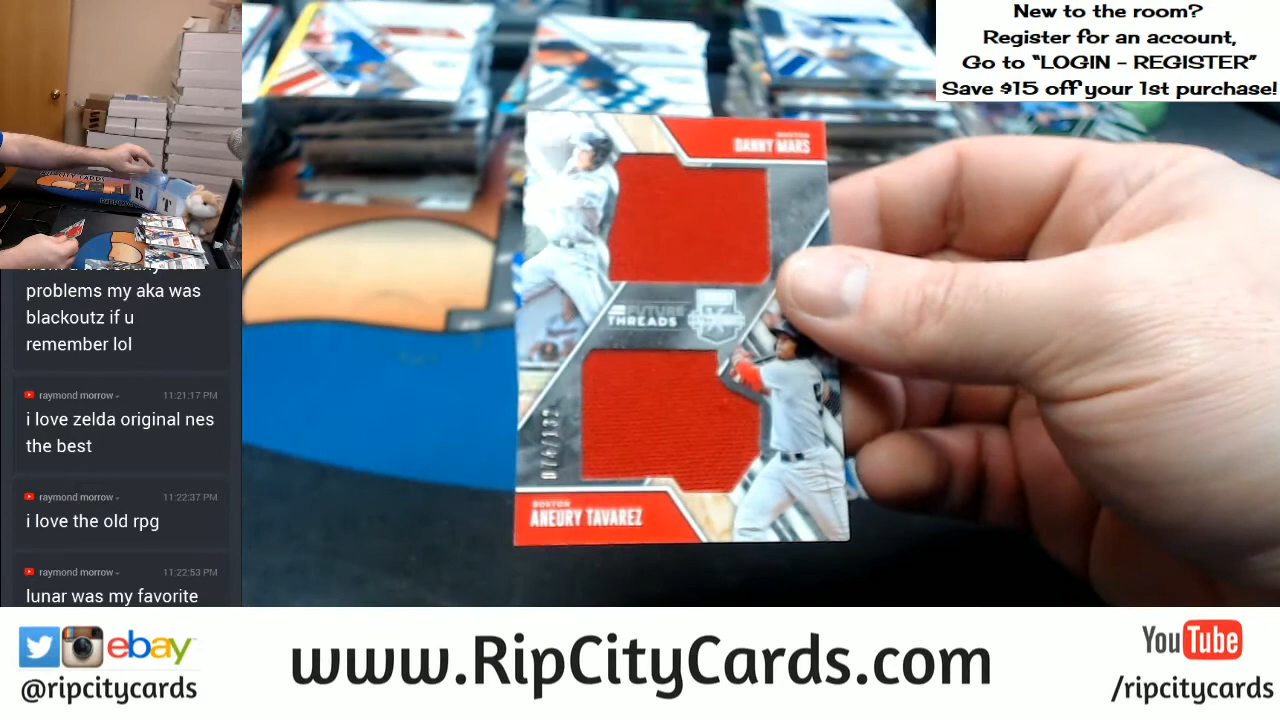 New to the room?
Register for an account,
Go to "LOGIN - REGISTER"
Save $15 off your 1st purchase!
problems my aka was
blackoutz if u
remember lol
raymond morrow
11:21:17 PM
i love zelda original nes
the best
raymond morrow
11:22:37 PM
i love the old rpg
raymond morrow
11:22:53 PM
lunar was my favorite
BOSTON
DANNY MARS
FUTURE
THREADS
BOSTON
ANEURY TAVAREZ
R
T
ebay
@ripcitycards
www.RipCityCards.com
YouTube
/ripcitycards